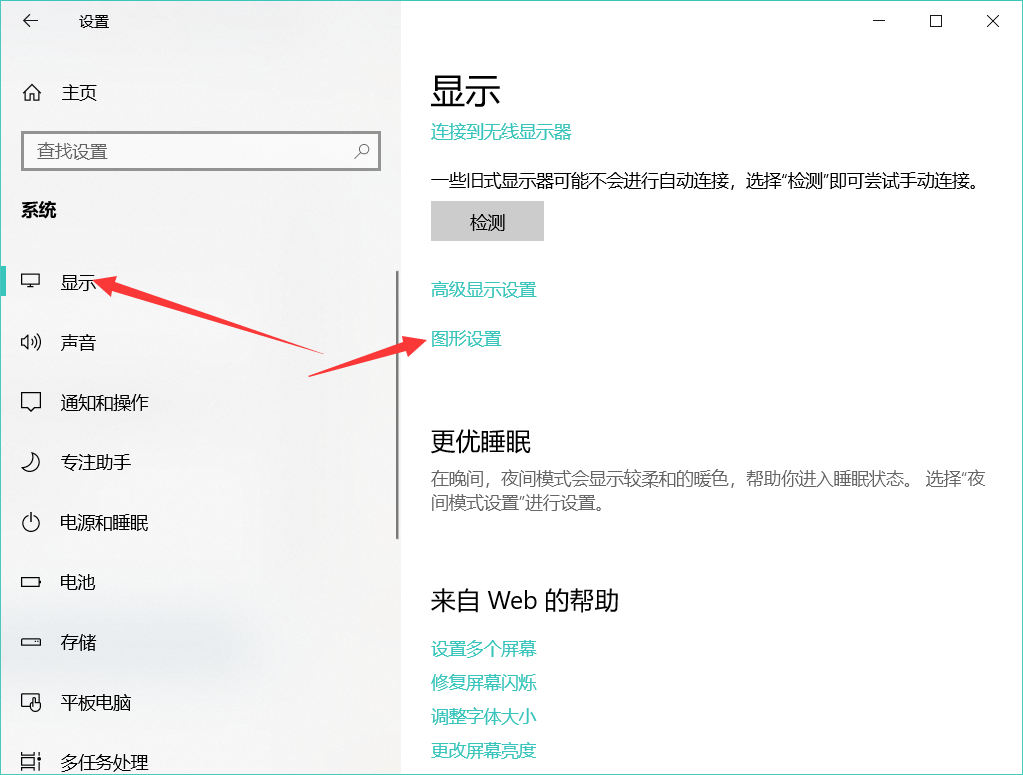 设置
主页
查找设置
系统
显示
声音
通知和操作
专注助手
电源和睡眠
电池
存储
平板电脑
多任务处理
显示
连接到无线显示器
一些旧式显示器可能不会进行自动连接，选择“检测”即可尝试手动连接。
检测
高级显示设置
图形设置
更优睡眠
在晚间，夜间模式会显示较柔和的暖色，帮助你进入睡眠状态。 选择“夜
间模式设置”进行设置。
来自 Web 的帮助
设置多个屏幕
修复屏幕闪烁
调整字体大小
更改屏幕亮度